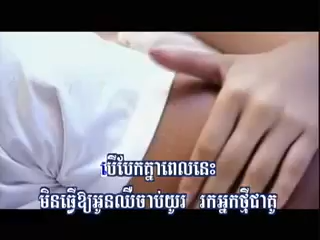 បើបែកគ្នាពេលនេះ
មិនធ្វើឱ្យអូនឈឺចាប់យូរ រកអ្នកថ្មីជាគូ